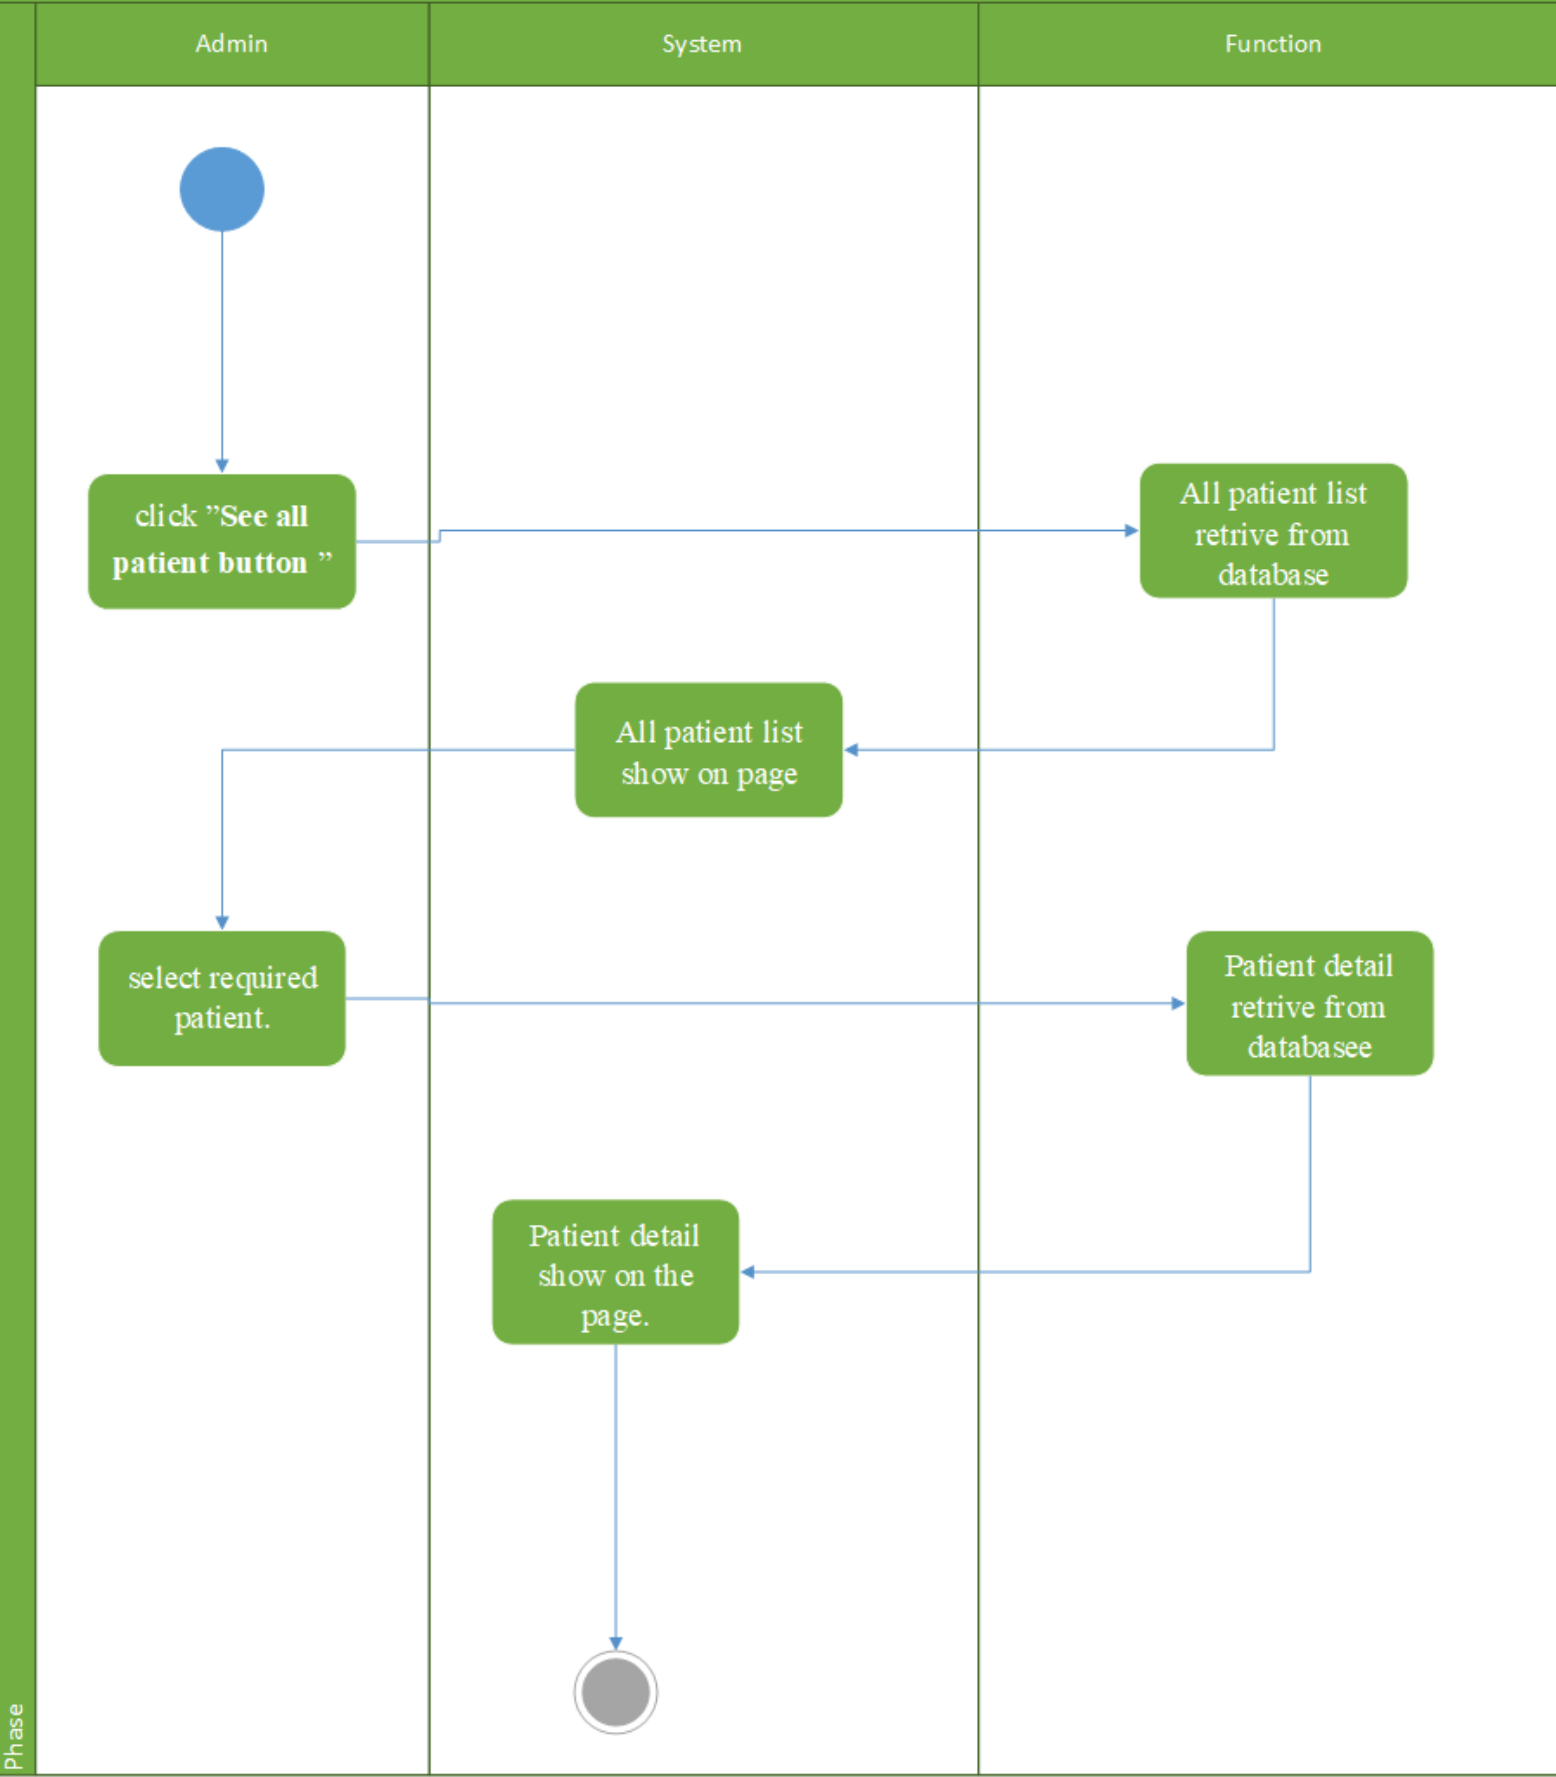 Admin
System
Function
click ”See all
patient button ”
All patient list
retrive from
database
All patient list
show on page
select required
patient.
Patient detail
retrive from
databasee
Patient detail
show on the
page.
Phase